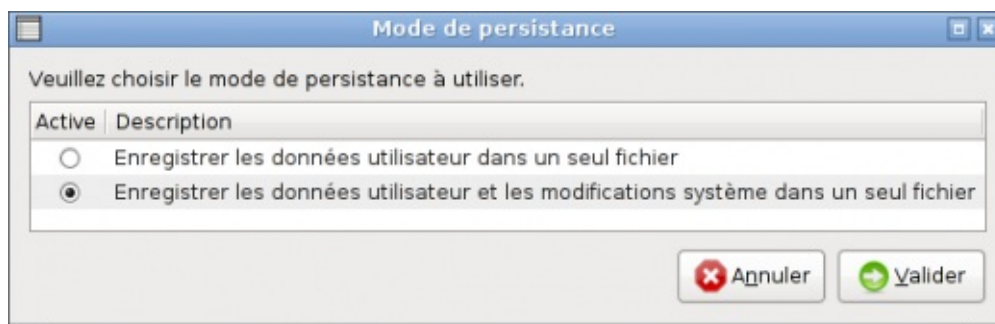 Mode de persistance
Veuillez choisir le mode de persistance à utiliser.
Active Description
Enregistrer les données utilisateur dans un seul fichier
Enregistrer les données utilisateur et les modifications système dans un seul fichier
Annuler Valider